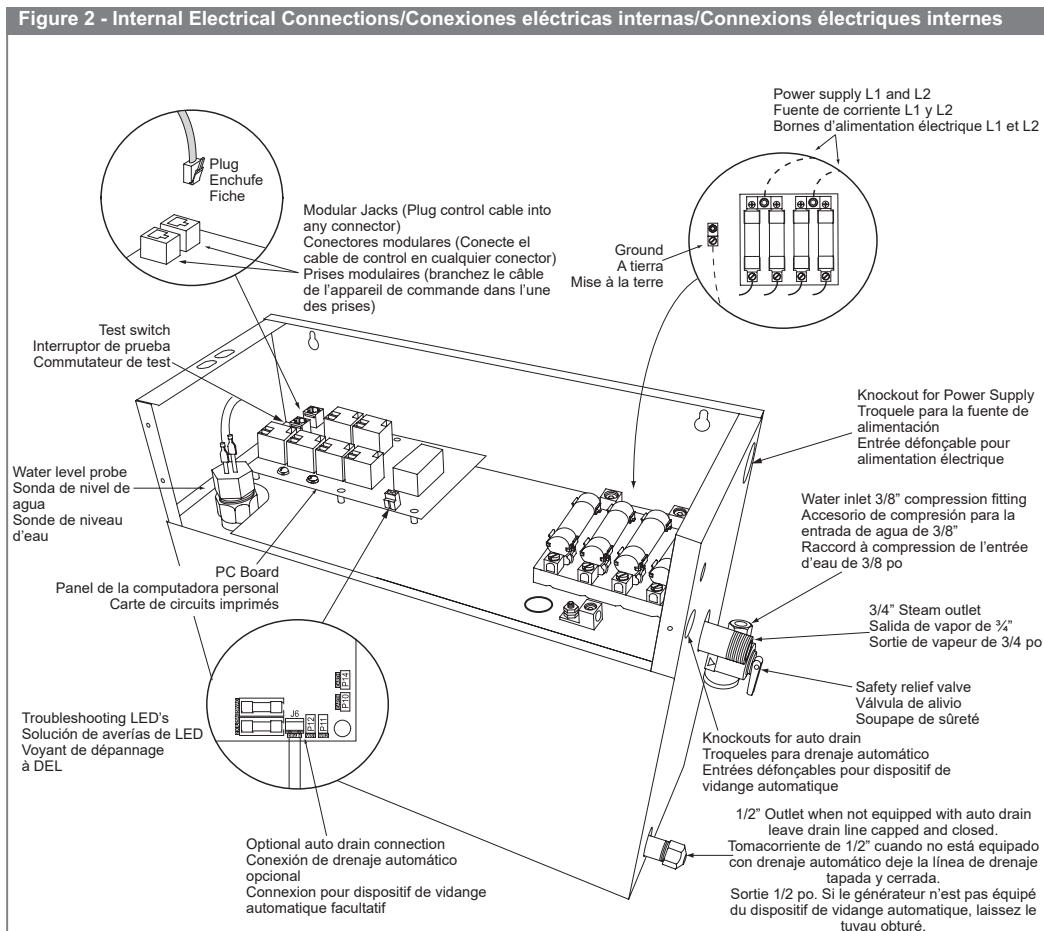 Figure 2 - Internal Electrical Connections/Conexiones eléctricas internas/Connexions électriques internes
Power supply L1 and L2
Fuente de corriente L1 y L2
Bornes d'alimentation électrique L1 et L2
Plug
Enchufe
Fiche
Modular Jacks (Plug control cable into
any connector)
Conectores modulares (Conecte el
cable de control en cualquier conector)
Prises modulaires (branchez le câble
de l'appareil de commande dans l'une
des prises)
Ground
A tierra
Mise à la terre
Test switch
Interruptor de prueba
Commutateur de test
Knockout for Power Supply
Troquele para la fuente de
alimentación
Entrée défonçable pour
alimentation électrique
Water level probe
Sonda de nivel de
agua
Sonde de niveau
d'eau
Water inlet 3/8” compression fitting
Accesorio de compresión para la
entrada de agua de 3/8”
Raccord à compression de l'entrée
d'eau de 3/8 po
PC Board
Panel de la computadora personal
Carte de circuits imprimés
3/4” Steam outlet
Salida de vapor de ¾”
Sortie de vapeur de 3/4 po
Safety relief valve
Válvula de alivio
Soupape de sûreté
Troubleshooting LED's
Solución de averías de LED
Voyant de dépannage
à DEL
J6
P12
P11
P10
P14
Knockouts for auto drain
Troqueles para drenaje automático
Entrées défonçables pour dispositif de
vidange automatique
Optional auto drain connection
Conexión de drenaje automático
opcional
Connexion pour dispositif de vidange
automatique facultatif
1/2” Outlet when not equipped with auto drain
leave drain line capped and closed.
Tomacorriente de 1/2” cuando no está equipado
con drenaje automático deje la línea de drenaje
tapada y cerrada.
Sortie 1/2 po. Si le générateur n'est pas équipé
du dispositif de vidange automatique, laissez le
tuyau obturé.